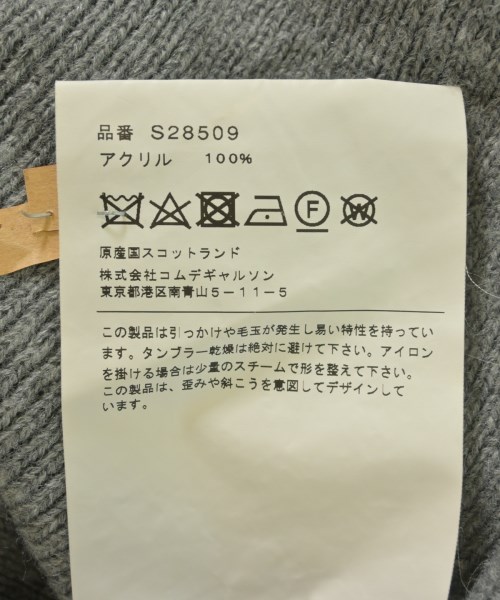 品番 S28509
アクリル 100%
F W
原産国スコットランド
株式会社コムデギャルソン
東京都港区南青山5-11-5
この製品は引っかけや毛玉が発生し易い特性を持ってい
ます。タンブラー乾燥は絶対に避けて下さい。アイロン
を掛ける場合は少量のスチームで形を整えて下さい。
この製品は、歪みや斜こうを意図してデザインして
います。